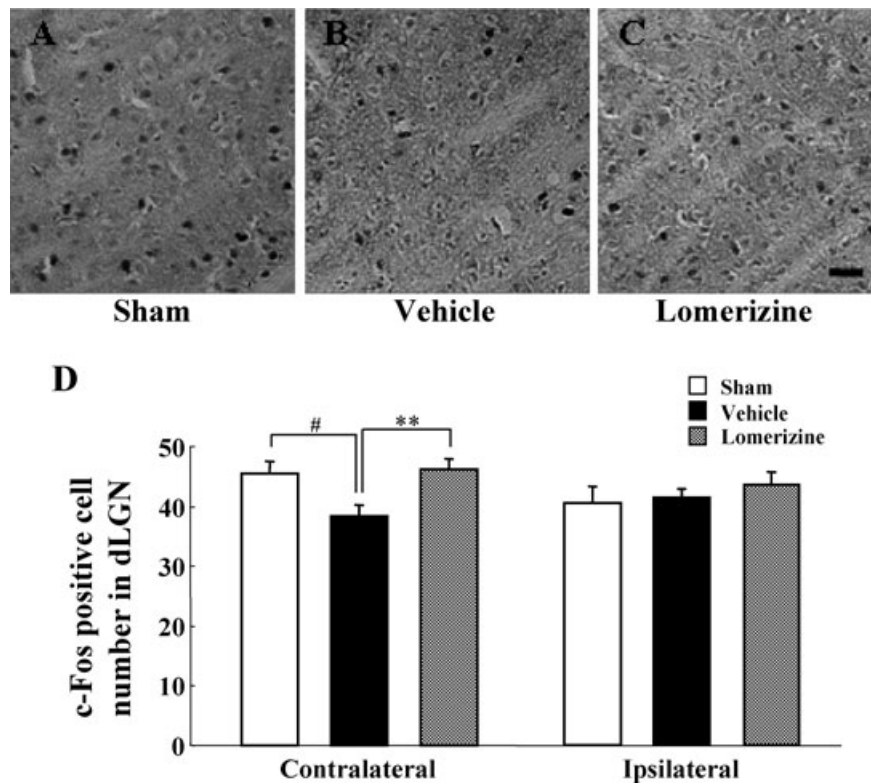 A
B
C
Sham
Vehicle
Lomerizine
D
Sham
Vehicle
Lomerizine
#
**
c-Fos positive cell
number in dLGN
50
40
30
20
10
0
Contralateral
Ipsilateral